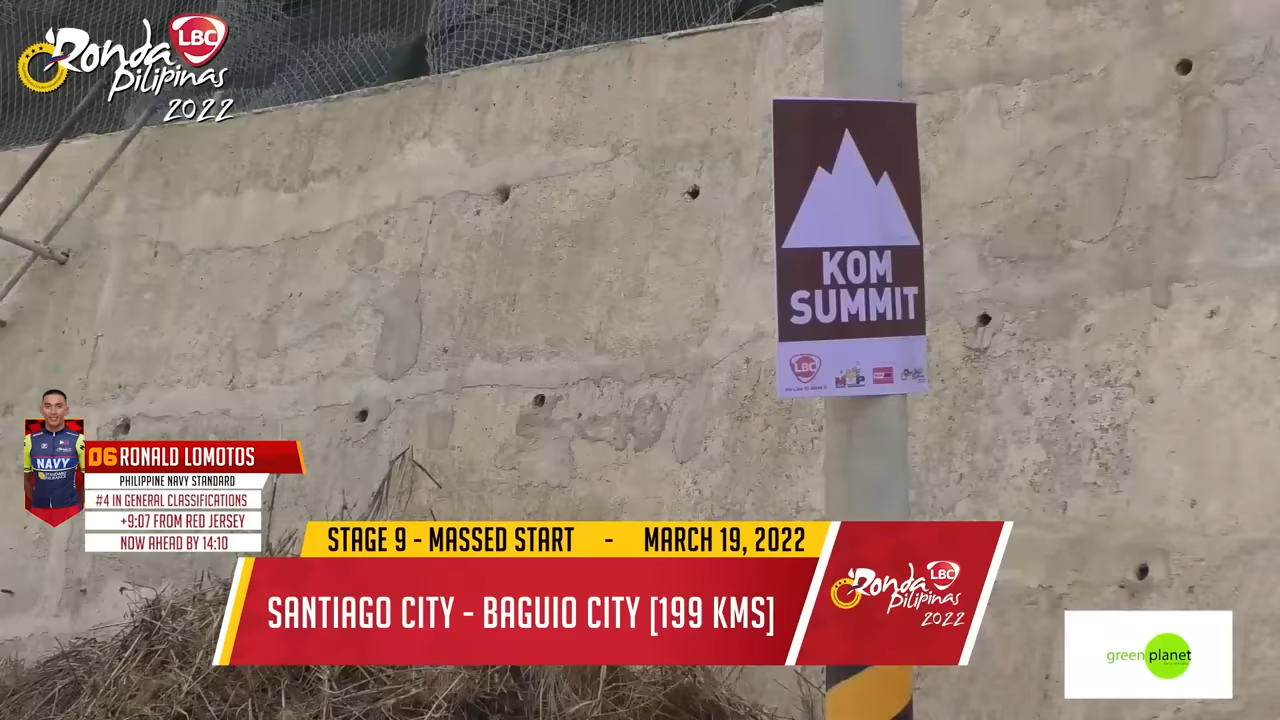 Ronda
LBC
Pilipinas
2022
KOM
SUMMIT
LBC
NAVY
06 RONALD LOMOTOS
PHILIPPINE NAVY STANDARD
#4 IN GENERAL CLASSIFICATIONS
+9:07 FROM RED JERSEY
NOW AHEAD BY 14:10
STAGE 9 - MASSED START - MARCH 19, 2022
SANTIAGO CITY - BAGUIO CITY [199 KMS]
Ronda
LBC
Pilipinas
2022
green planet